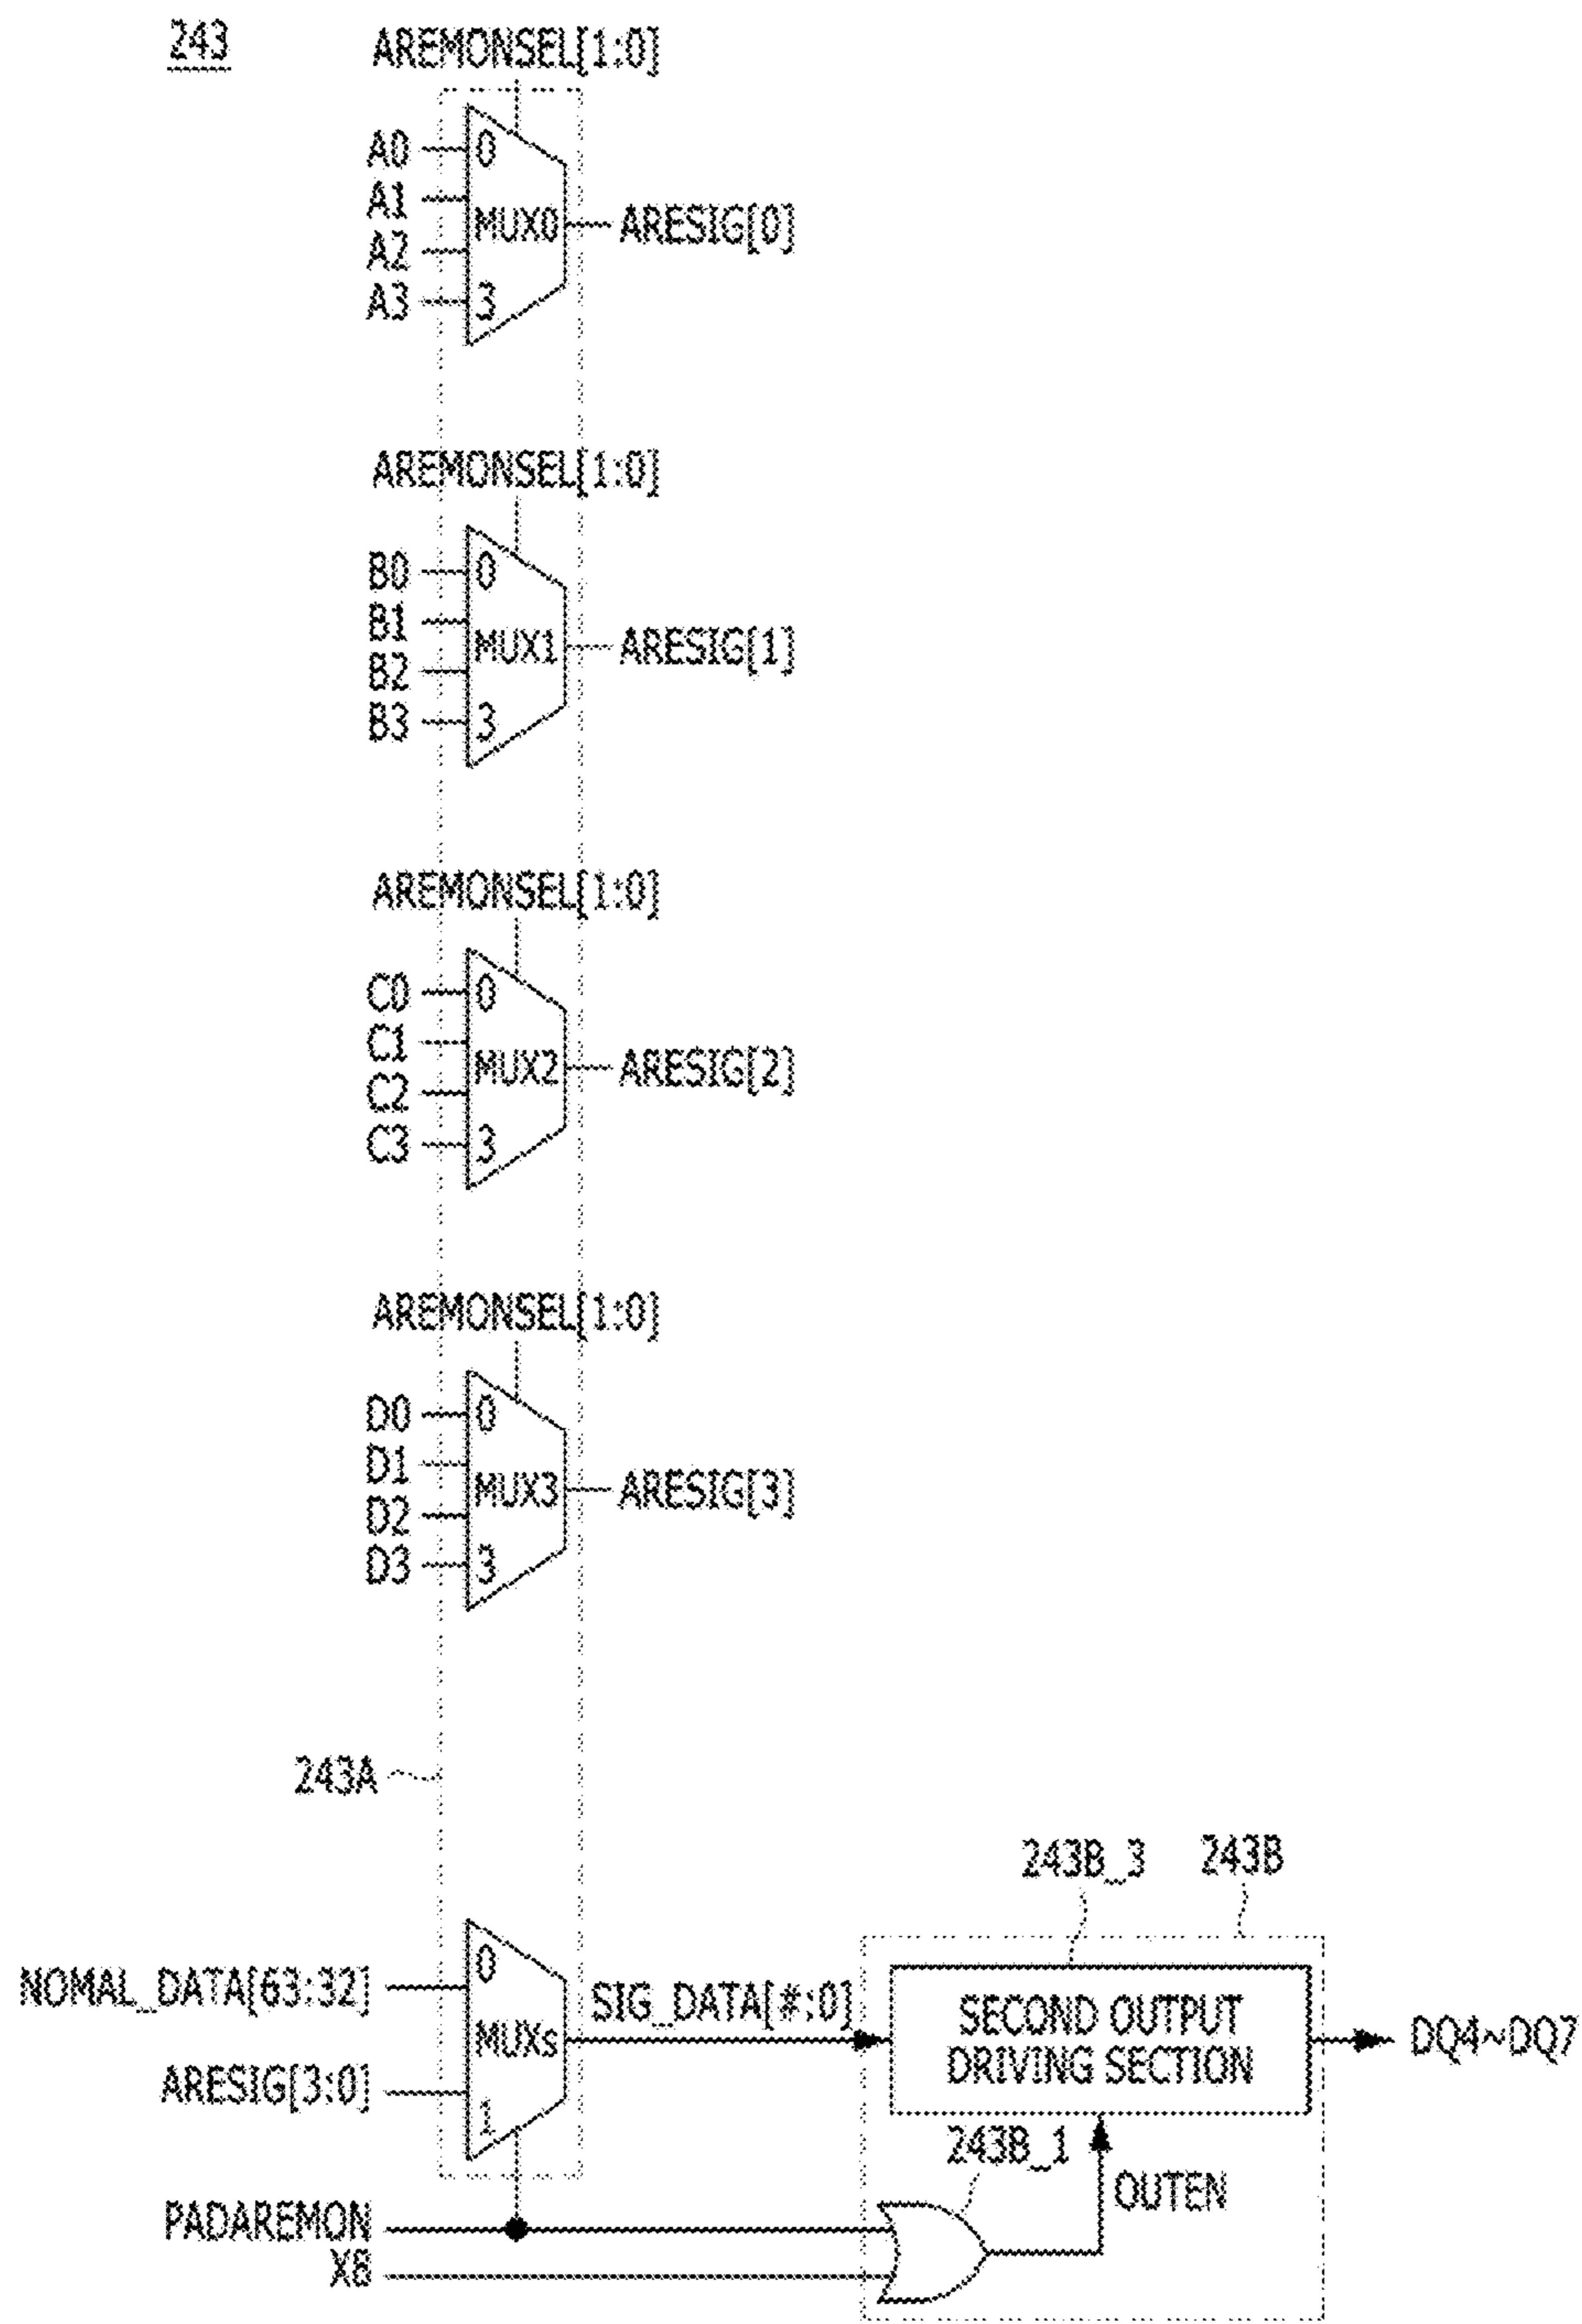 243
AREMONSEL[1:0]
A0
A1
A2
A3
0
MUX0
3
ARESIG[0]
AREMONSEL[1:0]
B0
B1
B2
B3
0
MUX1
3
ARESIG[1]
AREMONSEL[1:0]
C0
C1
C2
C3
0
MUX2
3
ARESIG[2]
AREMONSEL[1:0]
D0
D1
D2
D3
0
MUX3
3
ARESIG[3]
243A
243B_3
243B
NOMAL_DATA[63:32]
ARESIG[3:0]
0
MUXs
1
SIG_DATA[#:0]
SECOND OUTPUT
DRIVING SECTION
DQ4~DQ7
243B_1
OUTEN
PADAREMON
X8